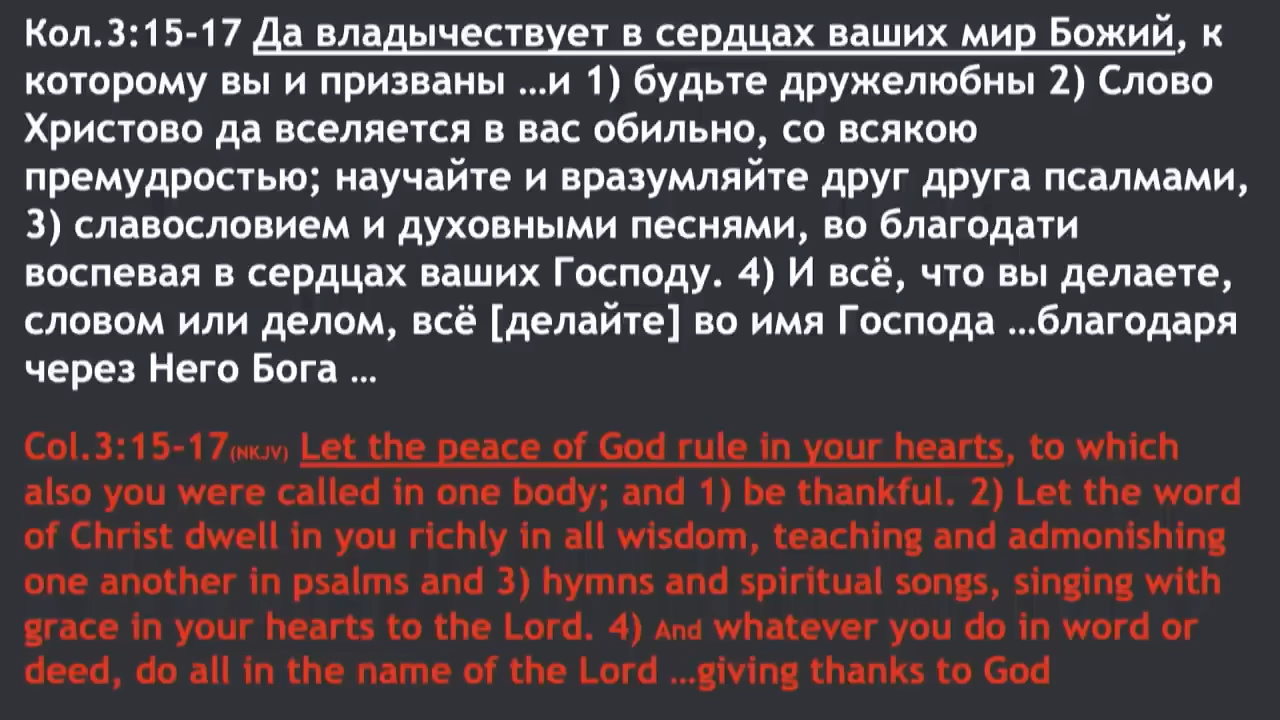 Кол.3:15-17 Да владычествует в сердцах ваших мир Божий, к
которому вы и призваны …и 1) будьте дружелюбны 2) Слово
Христово да вселяется в вас обильно, со всякою
премудростью; научайте и вразумляйте друг друга псалмами,
3) славословием и духовными песнями, во благодати
воспевая в сердцах ваших Господу. 4) И всё, что вы делаете,
словом или делом, всё [делайте] во имя Господа …благодаря
через Него Бога …
Col.3:15-17(NKJV) Let the peace of God rule in your hearts, to which
also you were called in one body; and 1) be thankful. 2) Let the word
of Christ dwell in you richly in all wisdom, teaching and admonishing
one another in psalms and 3) hymns and spiritual songs, singing with
grace in your hearts to the Lord. 4) And whatever you do in word or
deed, do all in the name of the Lord …giving thanks to God